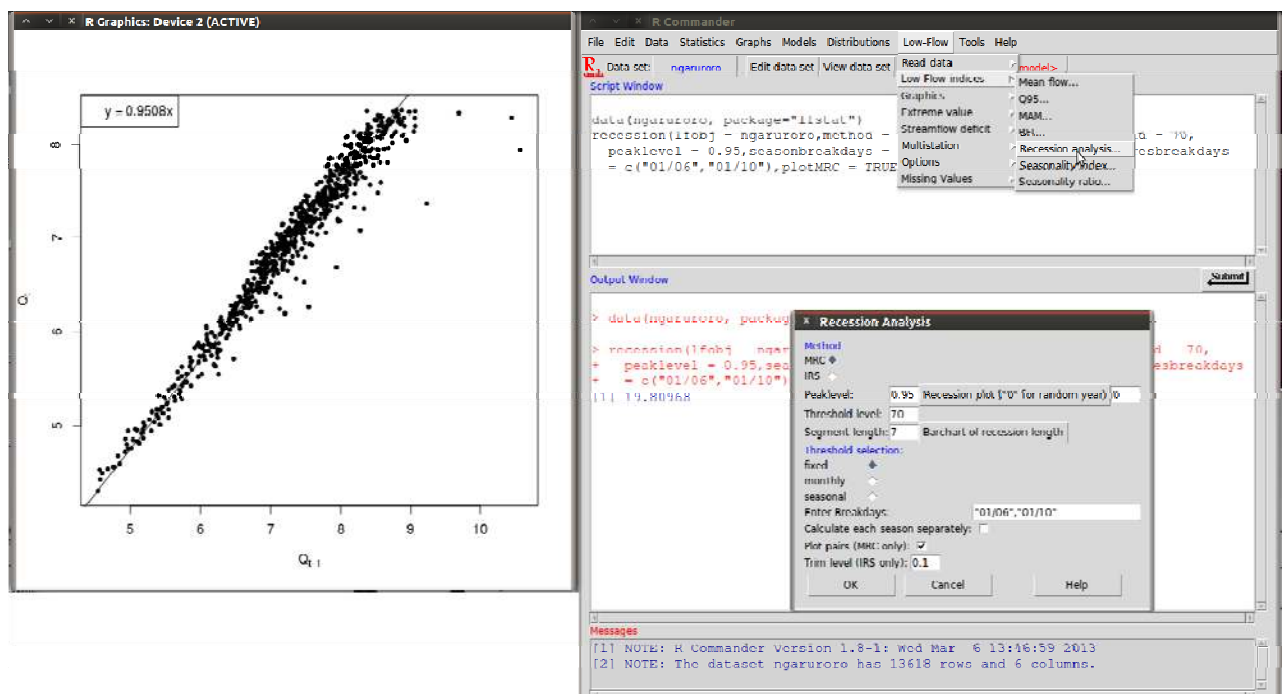 R Graphics: Device 2 (ACTIVE)
y = 0.9508x
8
7
6
5
Q
5 6 7 8 9 10
Q
R Commander
File Edit Data Statistics Graphs Models Distributions Low-Flow Tools Help
R Data set: ngaruroro Edit data set View data set model>
Read data
Low Flow indices
Graphics
Extreme value
Streamflow deficit
Multistation
Options
Missing Values
Mean flow...
Q95...
MAM...
BFI...
Recession analysis...
Seasonality index...
Seasonality ratio...
Script Window
data(ngaruroro, package="lfstat")
recession(lfobj = ngaruroro,method = = 70,
peaklevel = 0.95,seasonbreakdays = esbreakdays
= c("01/06","01/10"),plotMRC = TRUE
Output Window
Submit
> data(ngaruroro, packag
> recession(lfobj ngar 70,
+ peaklevel = 0.95,sea esbreakdays
+ = c("01/06","01/10")
[1] 19.80968
Recession Analysis
Method
MRC
IRS
Peaklevel: 0.95 Recession plot ("0" for random year) 0
Threshold level: 70
Segment length: 7 Barchart of recession length
Threshold selection:
fixed
monthly
seasonal
Enter Breakdays: "01/06","01/10"
Calculate each season separately:
Plot pairs (MRC only):
Trim level (IRS only): 0.1
OK Cancel Help
Messages
[1] NOTE: R Commander Version 1.8-1: Wed Mar 6 13:46:59 2013
[2] NOTE: The dataset ngaruroro has 13618 rows and 6 columns.